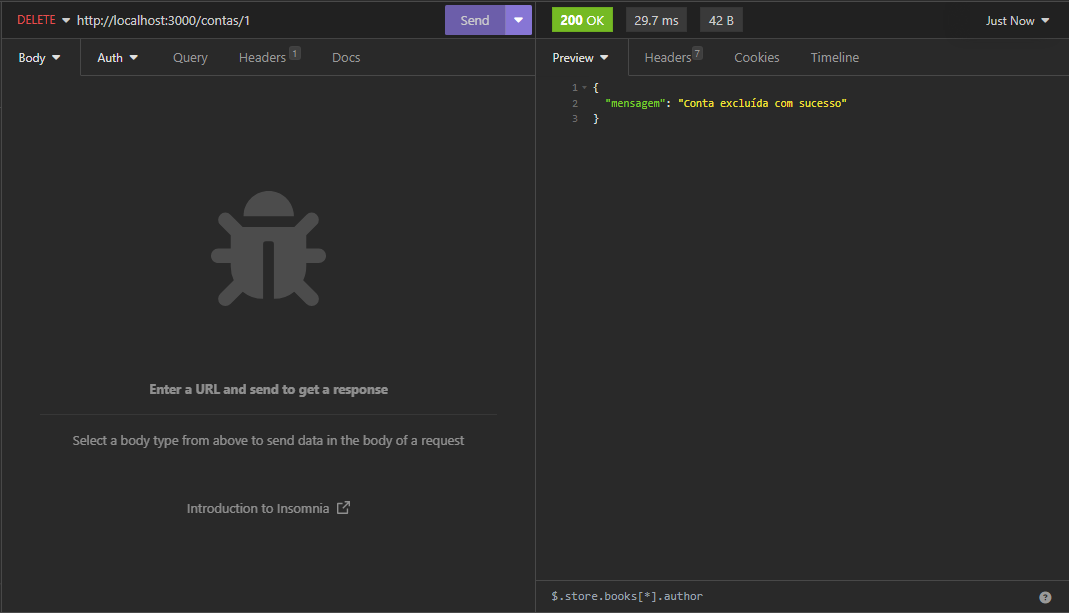 DELETE http://localhost:3000/contas/1 Send
200 OK 29.7 ms 42 B Just Now
Body Auth Query Headers 1 Docs
Preview Headers 7 Cookies Timeline
1 {
2 "mensagem": "Conta excluída com sucesso"
3 }
Enter a URL and send to get a response
Select a body type from above to send data in the body of a request
Introduction to Insomnia
$.store.books[*].author ?